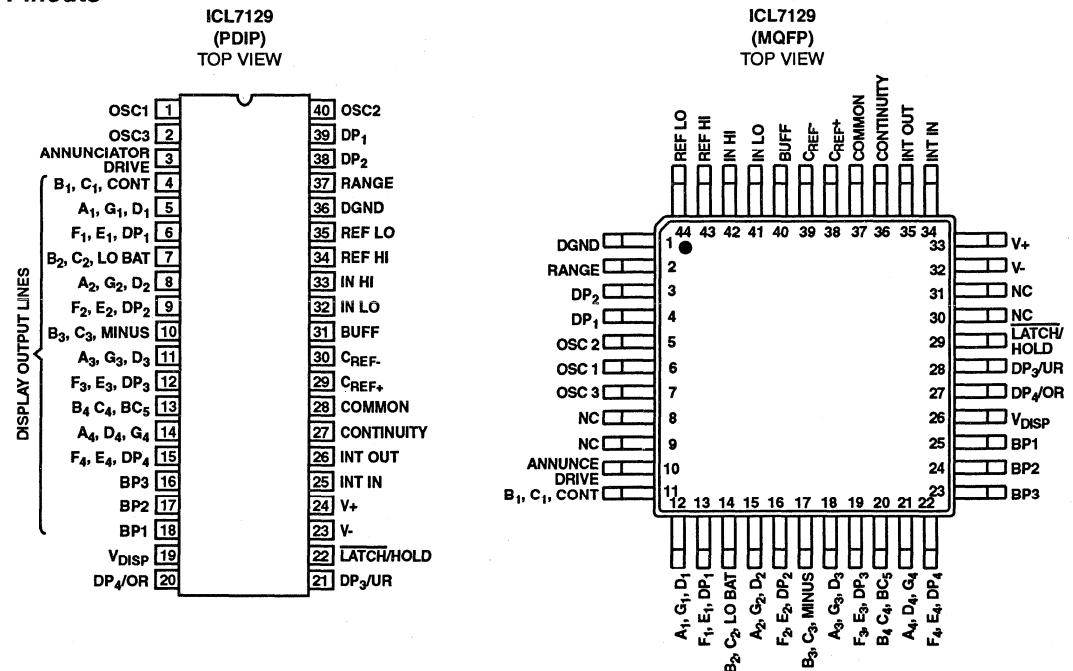 Pinouts
ICL7129
(PDIP)
TOP VIEW
OSC1 1
OSC3 2
ANNUNCIATOR
DRIVE 3
B1, C1, CONT 4
A1, G1, D1 5
F1, E1, DP1 6
B2, C2, LO BAT 7
A2, G2, D2 8
F2, E2, DP2 9
B3, C3, MINUS 10
A3, G3, D3 11
F3, E3, DP3 12
B4 C4, BC5 13
A4, D4, G4 14
F4, E4, DP4 15
BP3 16
BP2 17
BP1 18
VDISP 19
DP4/OR 20
DISPLAY OUTPUT LINES
40 OSC2
39 DP1
38 DP2
37 RANGE
36 DGND
35 REF LO
34 REF HI
33 IN HI
32 IN LO
31 BUFF
30 CREF-
29 CREF+
28 COMMON
27 CONTINUITY
26 INT OUT
25 INT IN
24 V+
23 V-
22 LATCH/HOLD
21 DP3/UR
ICL7129
(MQFP)
TOP VIEW
REF LO
REF HI
IN HI
IN LO
BUFF
CREF-
CREF+
COMMON
CONTINUITY
INT OUT
INT IN
44 43 42 41 40 39 38 37 36 35 34
DGND 1
RANGE 2
DP2 3
DP1 4
OSC 2 5
OSC 1 6
OSC 3 7
NC 8
NC 9
ANNUNCE
DRIVE 10
B1, C1, CONT 11
33 V+
32 V-
31 NC
30 NC
29 LATCH/
HOLD
28 DP3/UR
27 DP4/OR
26 VDISP
25 BP1
24 BP2
23 BP3
12 13 14 15 16 17 18 19 20 21 22
A1, G1, D1
F1, E1, DP1
B2, C2, LO BAT
A2, G2, D2
F2, E2, DP2
B3, C3, MINUS
A3, G3, D3
F3, E3, DP3
B4 C4, BC5
A4, D4, G4
F4, E4, DP4